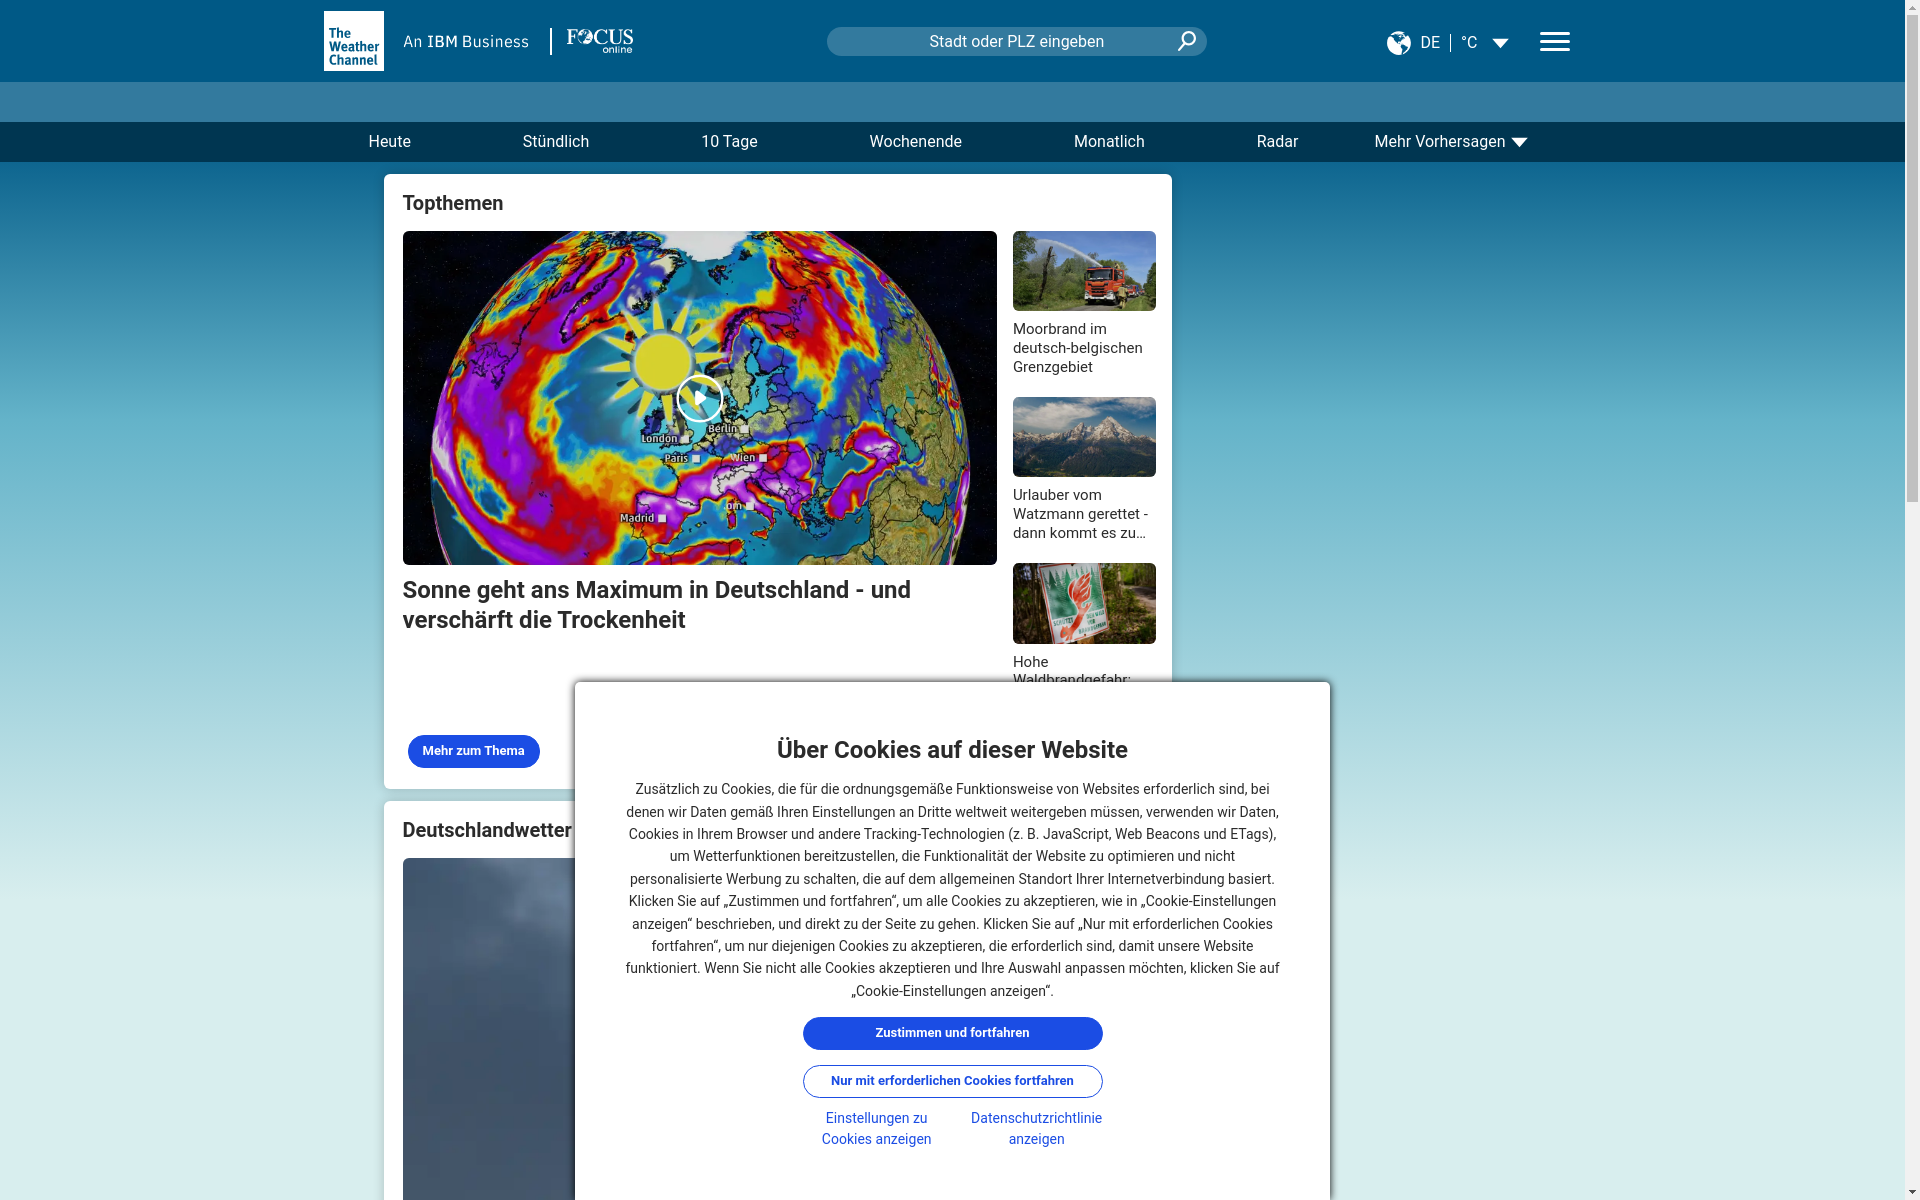 The
Weather
Channel
An IBM Business
FOCUS
online
Stadt oder PLZ eingeben
DE
°C
Heute
Stündlich
10 Tage
Wochenende
Monatlich
Radar
Mehr Vorhersagen
Topthemen
London
Berlin
Paris
Wien
Madrid
Sonne geht ans Maximum in Deutschland - und
verschärft die Trockenheit
Mehr zum Thema
Moorbrand im
deutsch-belgischen
Grenzgebiet
Urlauber vom
Watzmann gerettet -
dann kommt es zu...
Hohe
Waldbrandgefahr:
Deutschlandwetter
Über Cookies auf dieser Website
Zusätzlich zu Cookies, die für die ordnungsgemäße Funktionsweise von Websites erforderlich sind, bei
denen wir Daten gemäß Ihren Einstellungen an Dritte weltweit weitergeben müssen, verwenden wir Daten,
Cookies in Ihrem Browser und andere Tracking-Technologien (z. B. JavaScript, Web Beacons und ETags),
um Wetterfunktionen bereitzustellen, die Funktionalität der Website zu optimieren und nicht
personalisierte Werbung zu schalten, die auf dem allgemeinen Standort Ihrer Internetverbindung basiert.
Klicken Sie auf „Zustimmen und fortfahren“, um alle Cookies zu akzeptieren, wie in „Cookie-Einstellungen
anzeigen“ beschrieben, und direkt zu der Seite zu gehen. Klicken Sie auf „Nur mit erforderlichen Cookies
fortfahren“, um nur diejenigen Cookies zu akzeptieren, die erforderlich sind, damit unsere Website
funktioniert. Wenn Sie nicht alle Cookies akzeptieren und Ihre Auswahl anpassen möchten, klicken Sie auf
„Cookie-Einstellungen anzeigen“.
Zustimmen und fortfahren
Nur mit erforderlichen Cookies fortfahren
Einstellungen zu
Cookies anzeigen
Datenschutzrichtlinie
anzeigen